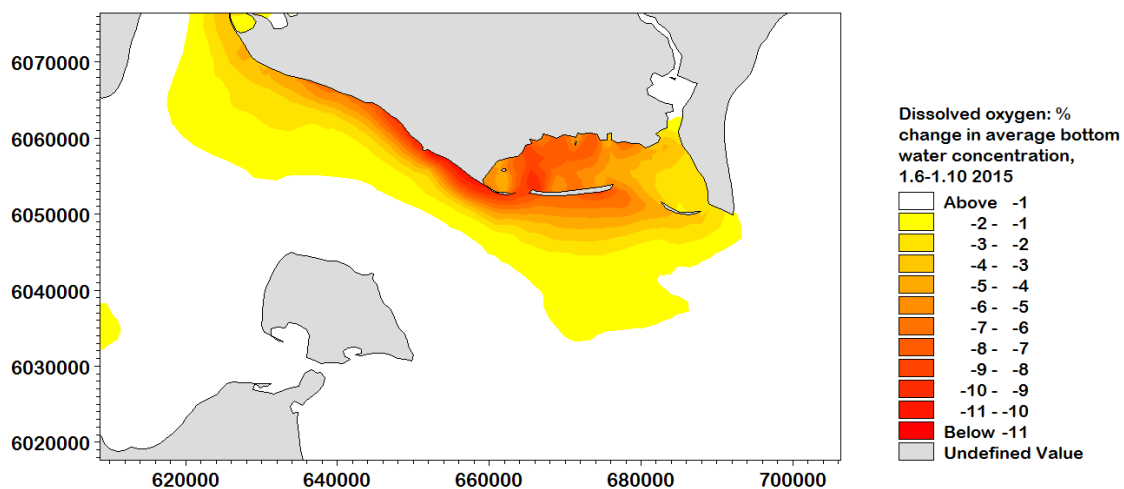 6070000
6060000
6050000
6040000
6030000
6020000
620000 640000 660000 680000 700000
Dissolved oxygen: %
change in average bottom
water concentration,
1.6-1.10 2015
Above -1
-2 - -1
-3 - -2
-4 - -3
-5 - -4
-6 - -5
-7 - -6
-8 - -7
-9 - -8
-10 - -9
-11 - -10
Below -11
Undefined Value